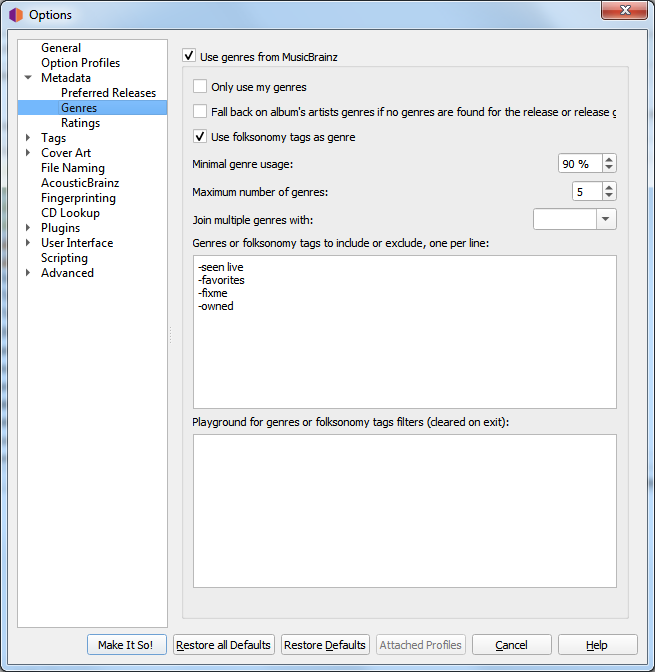 Options
General
Option Profiles
Metadata
Preferred Releases
Genres
Ratings
Tags
Cover Art
File Naming
AcousticBrainz
Fingerprinting
CD Lookup
Plugins
User Interface
Scripting
Advanced
Use genres from MusicBrainz
Only use my genres
Fall back on album's artists genres if no genres are found for the release or release g
Use folksonomy tags as genre
Minimal genre usage:
90 %
Maximum number of genres:
5
Join multiple genres with:
Genres or folksonomy tags to include or exclude, one per line:
-seen live
-favorites
-fixme
-owned
Playground for genres or folksonomy tags filters (cleared on exit):
Make It So!
Restore all Defaults
Restore Defaults
Attached Profiles
Cancel
Help